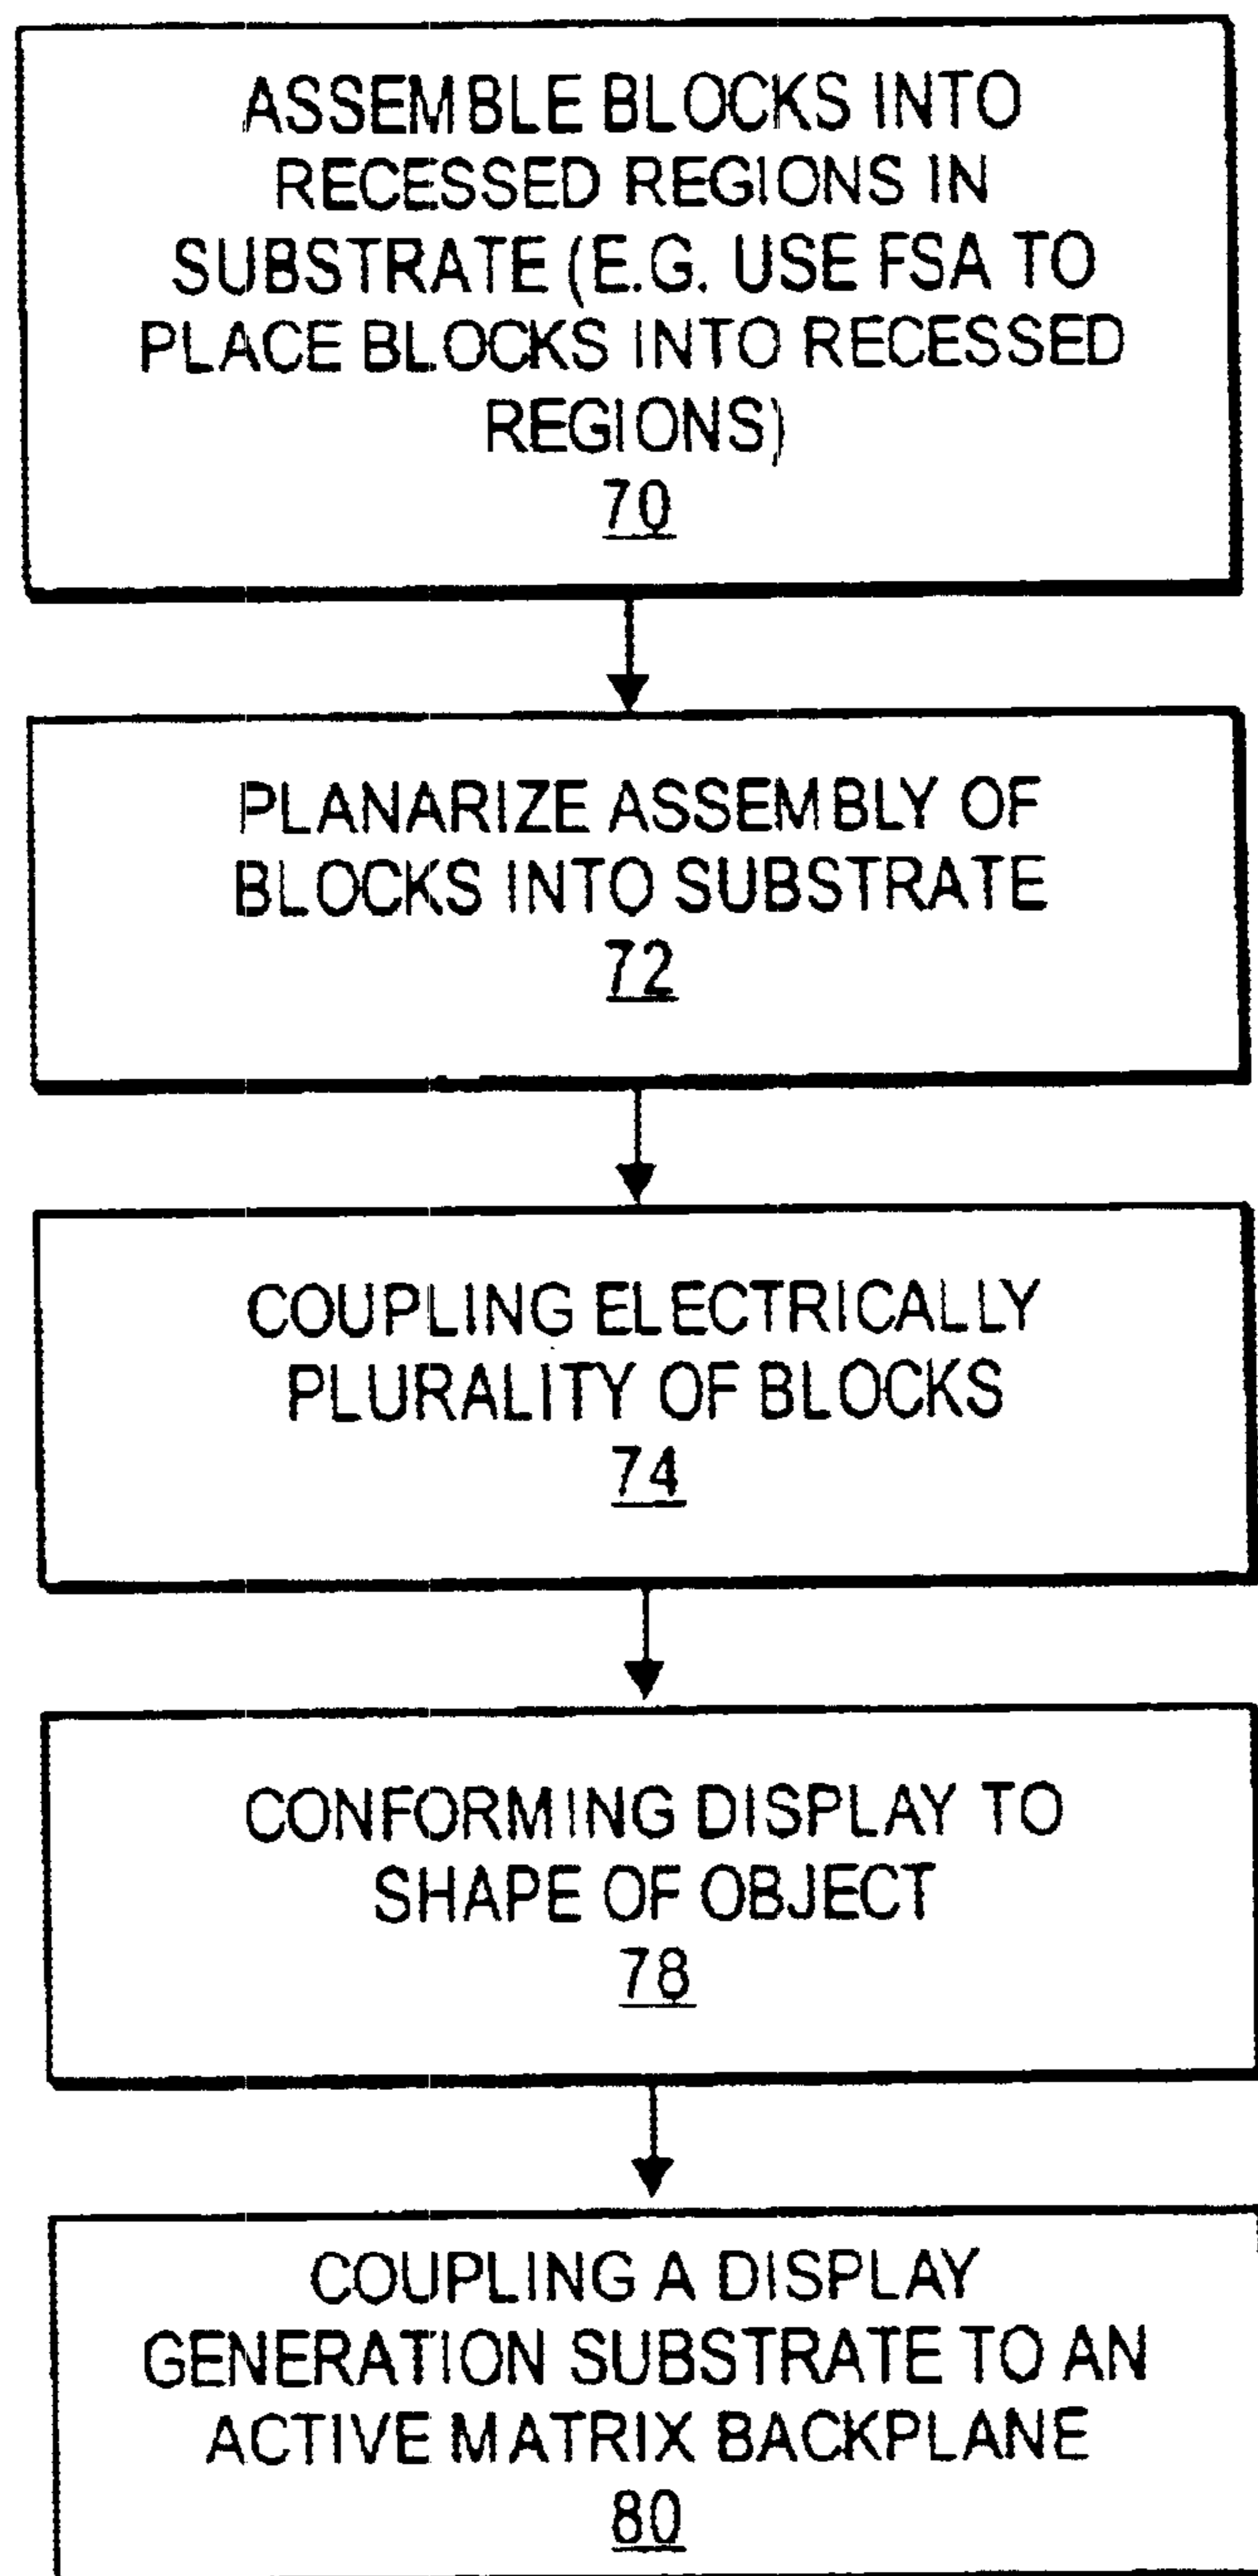 ASSEMBLE BLOCKS INTO
RECESSED REGIONS IN
SUBSTRATE (E.G. USE FSA TO
PLACE BLOCKS INTO RECESSED
REGIONS)
70
PLANARIZE ASSEMBLY OF
BLOCKS INTO SUBSTRATE
72
COUPLING ELECTRICALLY
PLURALITY OF BLOCKS
74
CONFORMING DISPLAY TO
SHAPE OF OBJECT
78
COUPLING A DISPLAY
GENERATION SUBSTRATE TO AN
ACTIVE MATRIX BACKPLANE
80